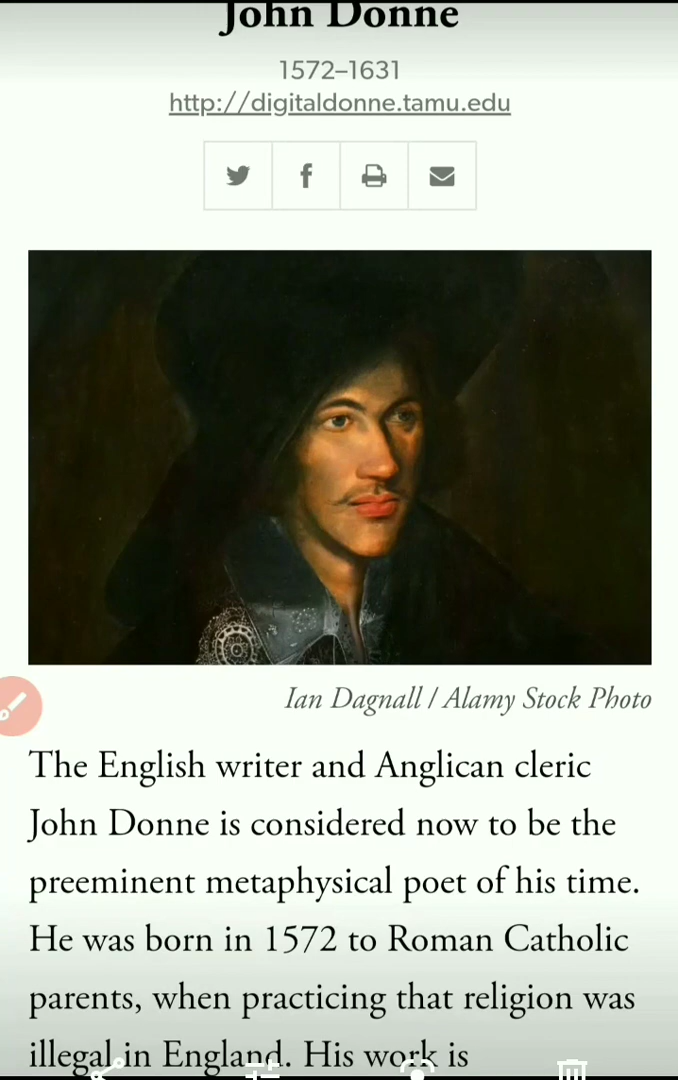 John Donne
1572–1631
http://digitaldonne.tamu.edu
Ian Dagnall / Alamy Stock Photo
The English writer and Anglican cleric
John Donne is considered now to be the
preeminent metaphysical poet of his time.
He was born in 1572 to Roman Catholic
parents, when practicing that religion was
illegal in England. His work is